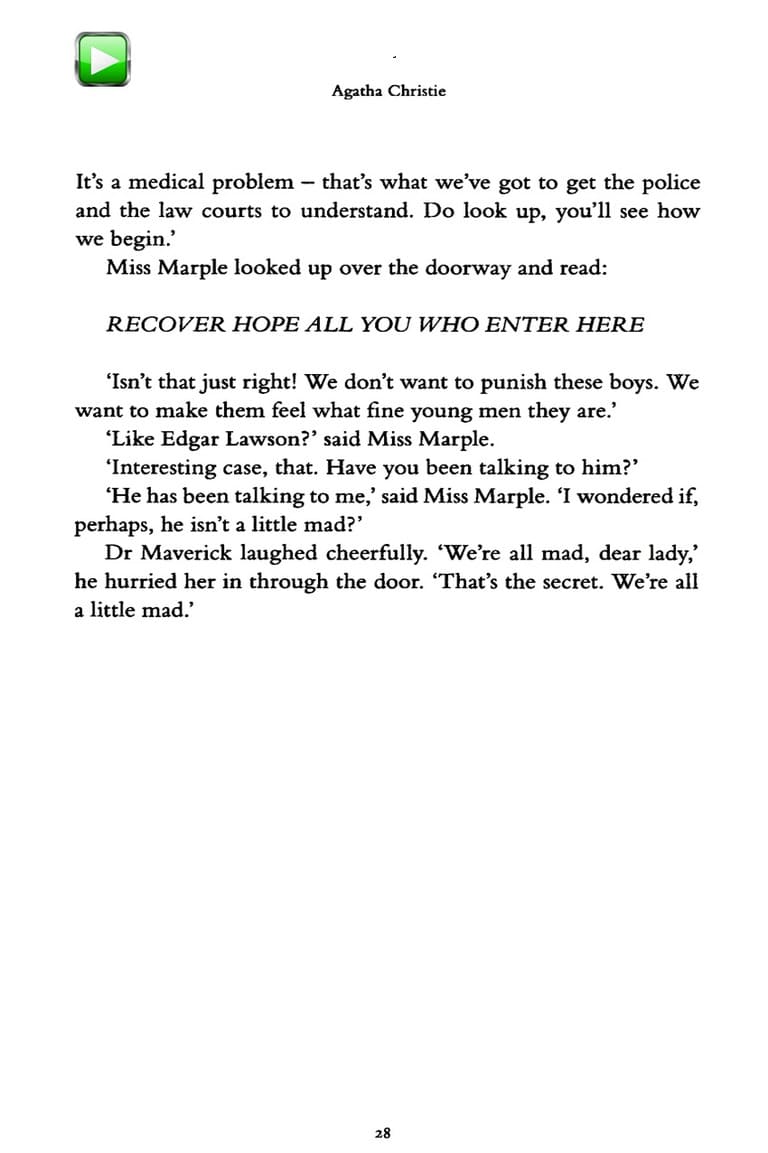 Agatha Christie
It’s a medical problem – that’s what we’ve got to get the police
and the law courts to understand. Do look up, you’ll see how
we begin.’
Miss Marple looked up over the doorway and read:
RECOVER HOPE ALL YOU WHO ENTER HERE
‘Isn’t that just right! We don’t want to punish these boys. We
want to make them feel what fine young men they are.’
‘Like Edgar Lawson?’ said Miss Marple.
‘Interesting case, that. Have you been talking to him?’
‘He has been talking to me,’ said Miss Marple. ‘I wondered if,
perhaps, he isn’t a little mad?’
Dr Maverick laughed cheerfully. ‘We’re all mad, dear lady,’
he hurried her in through the door. ‘That’s the secret. We’re all
a little mad.’
28